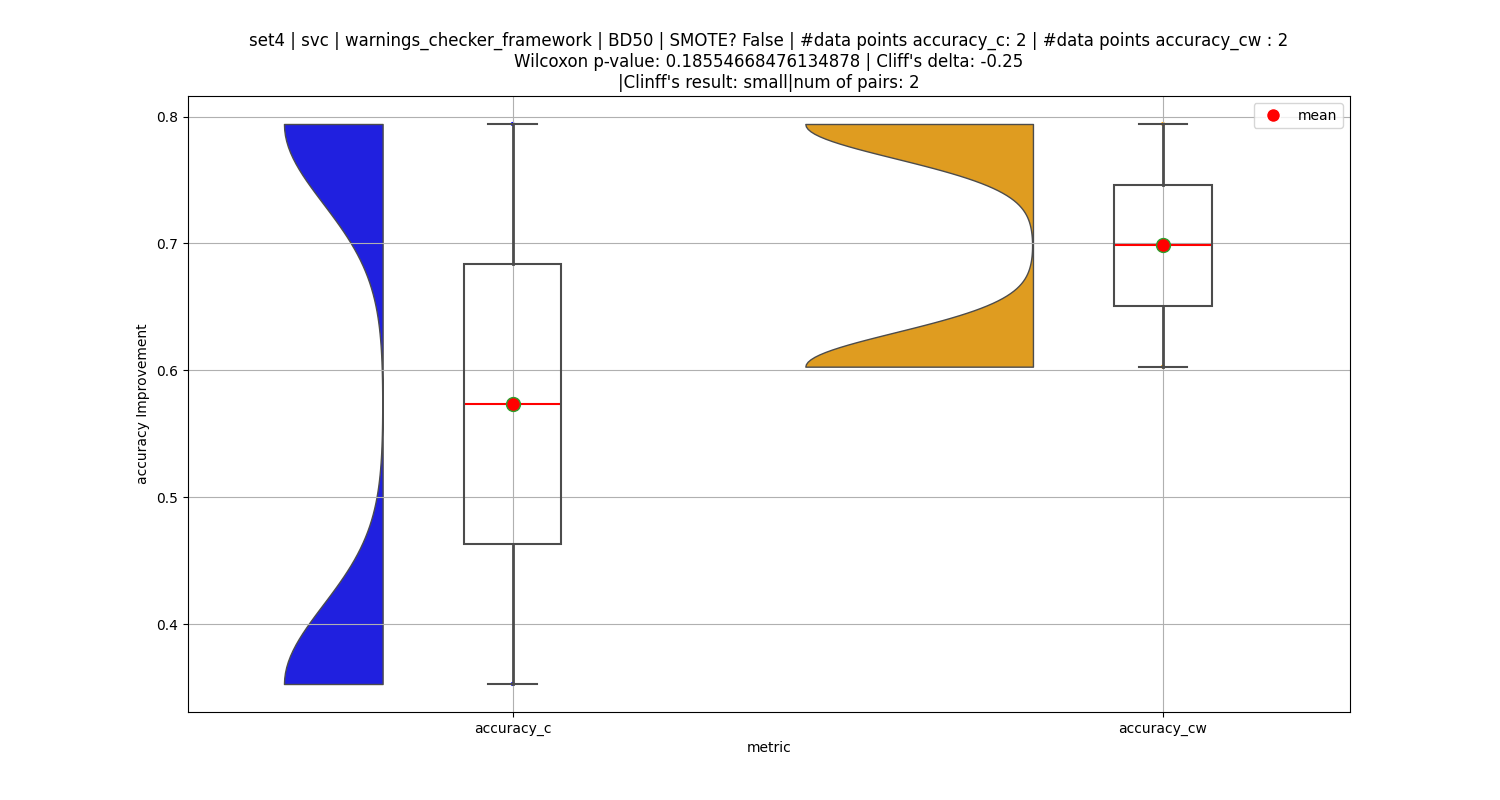 set4 | svc | warnings_checker_framework | BD50 | SMOTE? False | #data points accuracy_c: 2 | #data points accuracy_cw : 2
Wilcoxon p-value: 0.18554668476134878 | Cliff's delta: -0.25
|Clinff's result: small|num of pairs: 2
mean
0.8
0.7
0.6
0.5
0.4
accuracy Improvement
accuracy_c
accuracy_cw
metric